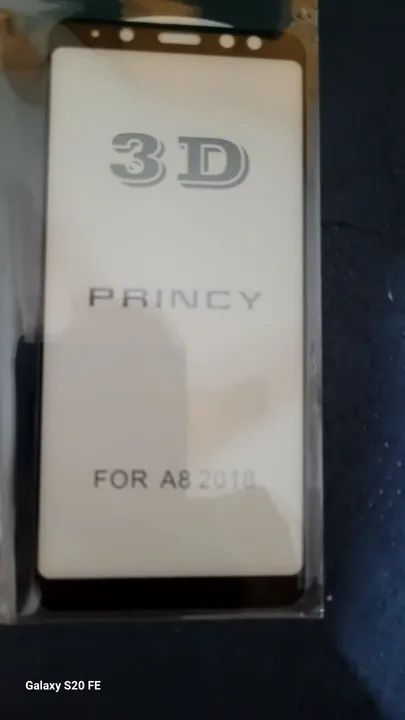 3D
PRINCY
FOR A8 2018
Galaxy S20 FE